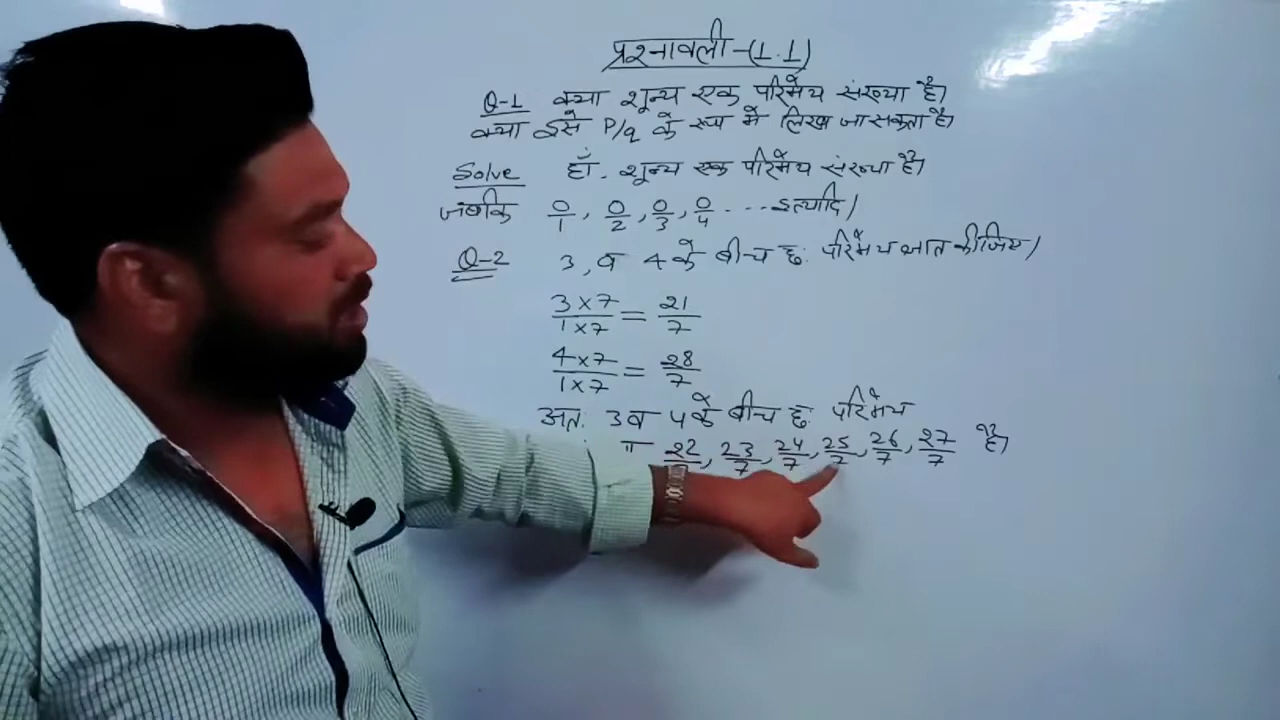 प्रश्नावली-(1.1)
Q-1 क्या शून्य एक परिमेय संख्या है।
क्या इसे P/q के रूप में लिखा जा सकता है।
Solve हाँ. शून्य एक परिमेय संख्या है।
जबकि 0/1, 0/2, 0/3, 0/4 ....इत्यादि।
Q-2 3, व 4 के बीच छः परिमेय ज्ञात कीजिय।
3×7/1×7 = 21/7
4×7/1×7 = 28/7
अतः 3 व 4 के बीच छः परिमेय
22/7, 23/7, 24/7, 25/7, 26/7, 27/7 है।